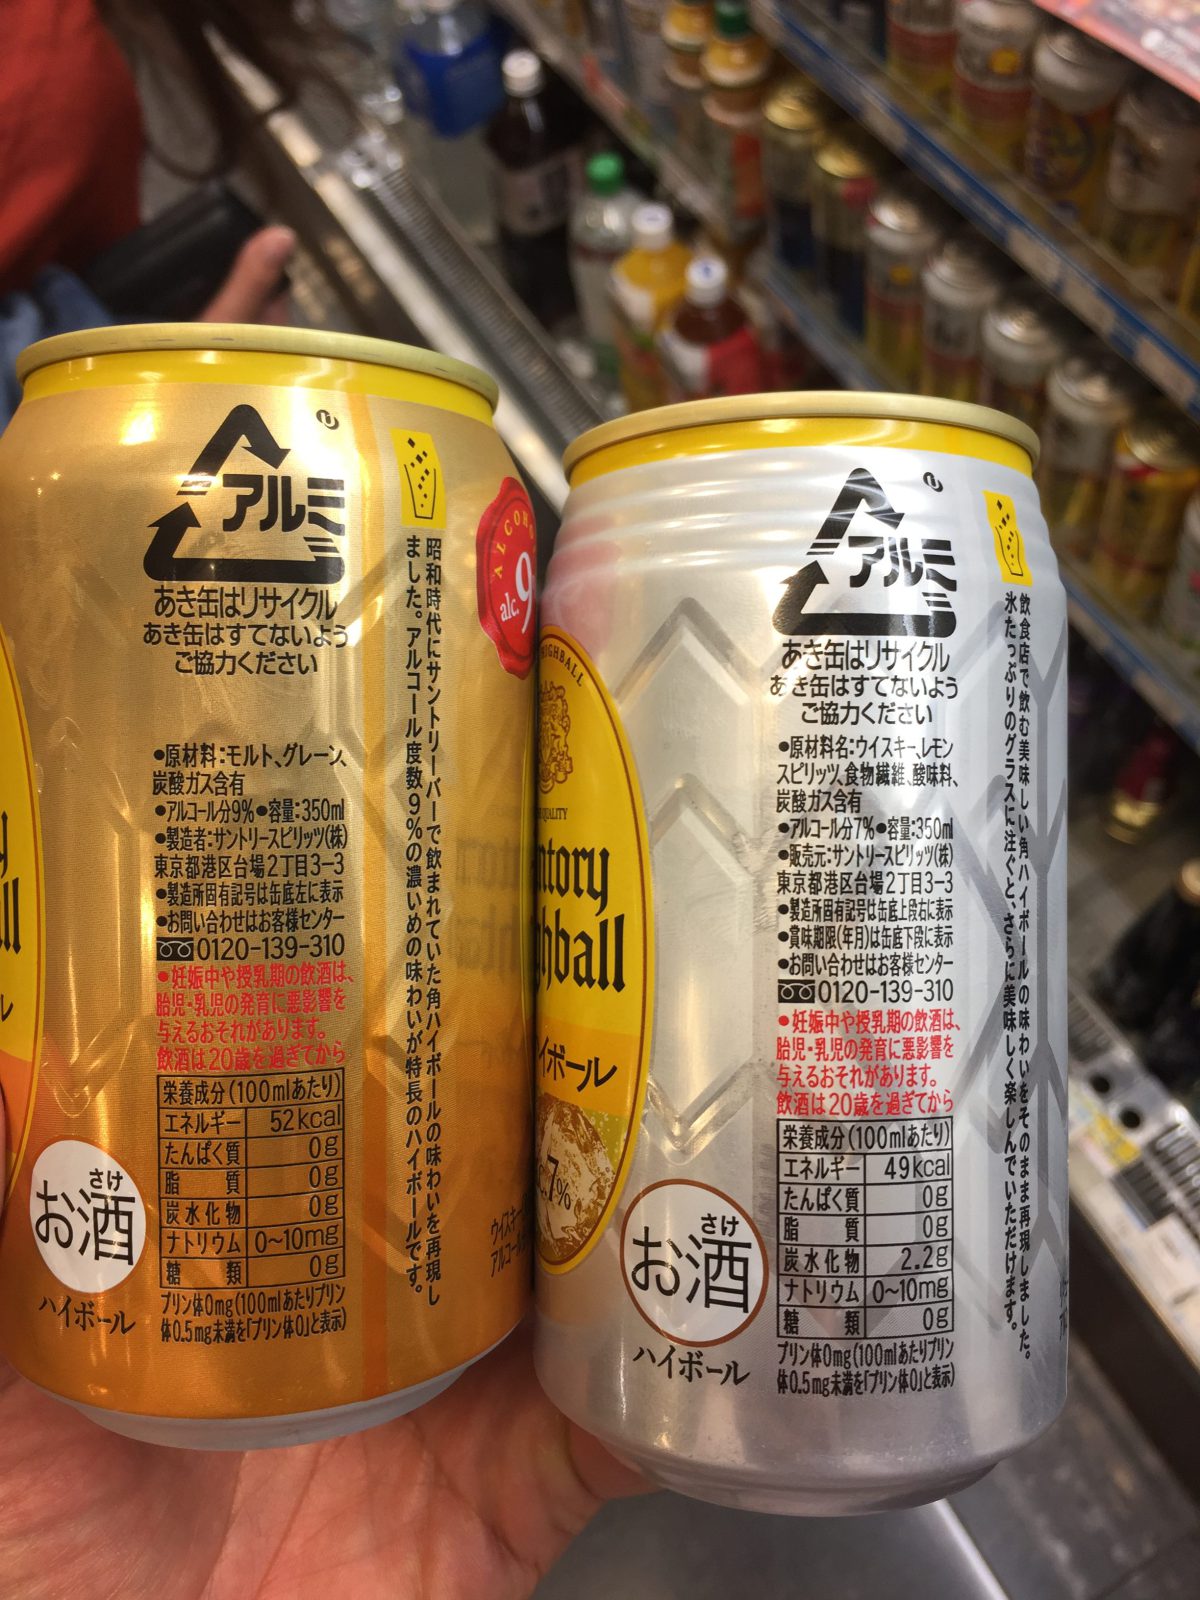 アルミ
あき缶はリサイクル
あき缶はすてないよう
ご協力ください
●原材料:モルト、グレーン、
炭酸ガス含有
●アルコール分9%●容量:350ml
●製造者:サントリースピリッツ(株)
東京都港区台場2丁目3-3
●製造所固有記号は缶底左に表示
●お問い合わせはお客様センター
0120-139-310
●妊娠中や授乳期の飲酒は、
胎児・乳児の発育に悪影響を
与えるおそれがあります。
飲酒は20歳を過ぎてから
栄養成分(100mlあたり)
エネルギー 52kcal
たんぱく質 0g
脂質 0g
炭水化物 0g
ナトリウム 0~10mg
糖類 0g
プリン体0mg(100mlあたりプリン
体0.5mg未満を「プリン体0」と表示)
さけ
お酒
ハイボール
昭和時代にサントリーバーで飲まれていた角ハイボールの味わいを再現し
ました。アルコール度数9%の濃いめの味わいが特長のハイボールです。
alc.9
アルミ
あき缶はリサイクル
あき缶はすてないよう
ご協力ください
●原材料名:ウイスキー、レモン
スピリッツ、食物繊維、酸味料、
炭酸ガス含有
●アルコール分7%●容量:350ml
●販売元:サントリースピリッツ(株)
東京都港区台場2丁目3-3
●製造所固有記号は缶底上段右に表示
●賞味期限(年月)は缶底下段に表示
●お問い合わせはお客様センター
0120-139-310
●妊娠中や授乳期の飲酒は、
胎児・乳児の発育に悪影響を
与えるおそれがあります。
飲酒は20歳を過ぎてから
栄養成分(100mlあたり)
エネルギー 49kcal
たんぱく質 0g
脂質 0g
炭水化物 2.2g
ナトリウム 0~10mg
糖類 0g
プリン体0mg(100mlあたりプリン
体0.5mg未満を「プリン体0」と表示)
さけ
お酒
ハイボール
飲食店で飲む美味しい角ハイボールの味わいをそのまま再現しました。
氷たっぷりのグラスに注ぐと、さらに美味しく楽しんでいただけます。
HIGHBALL
ntory
hball
イボール
7%